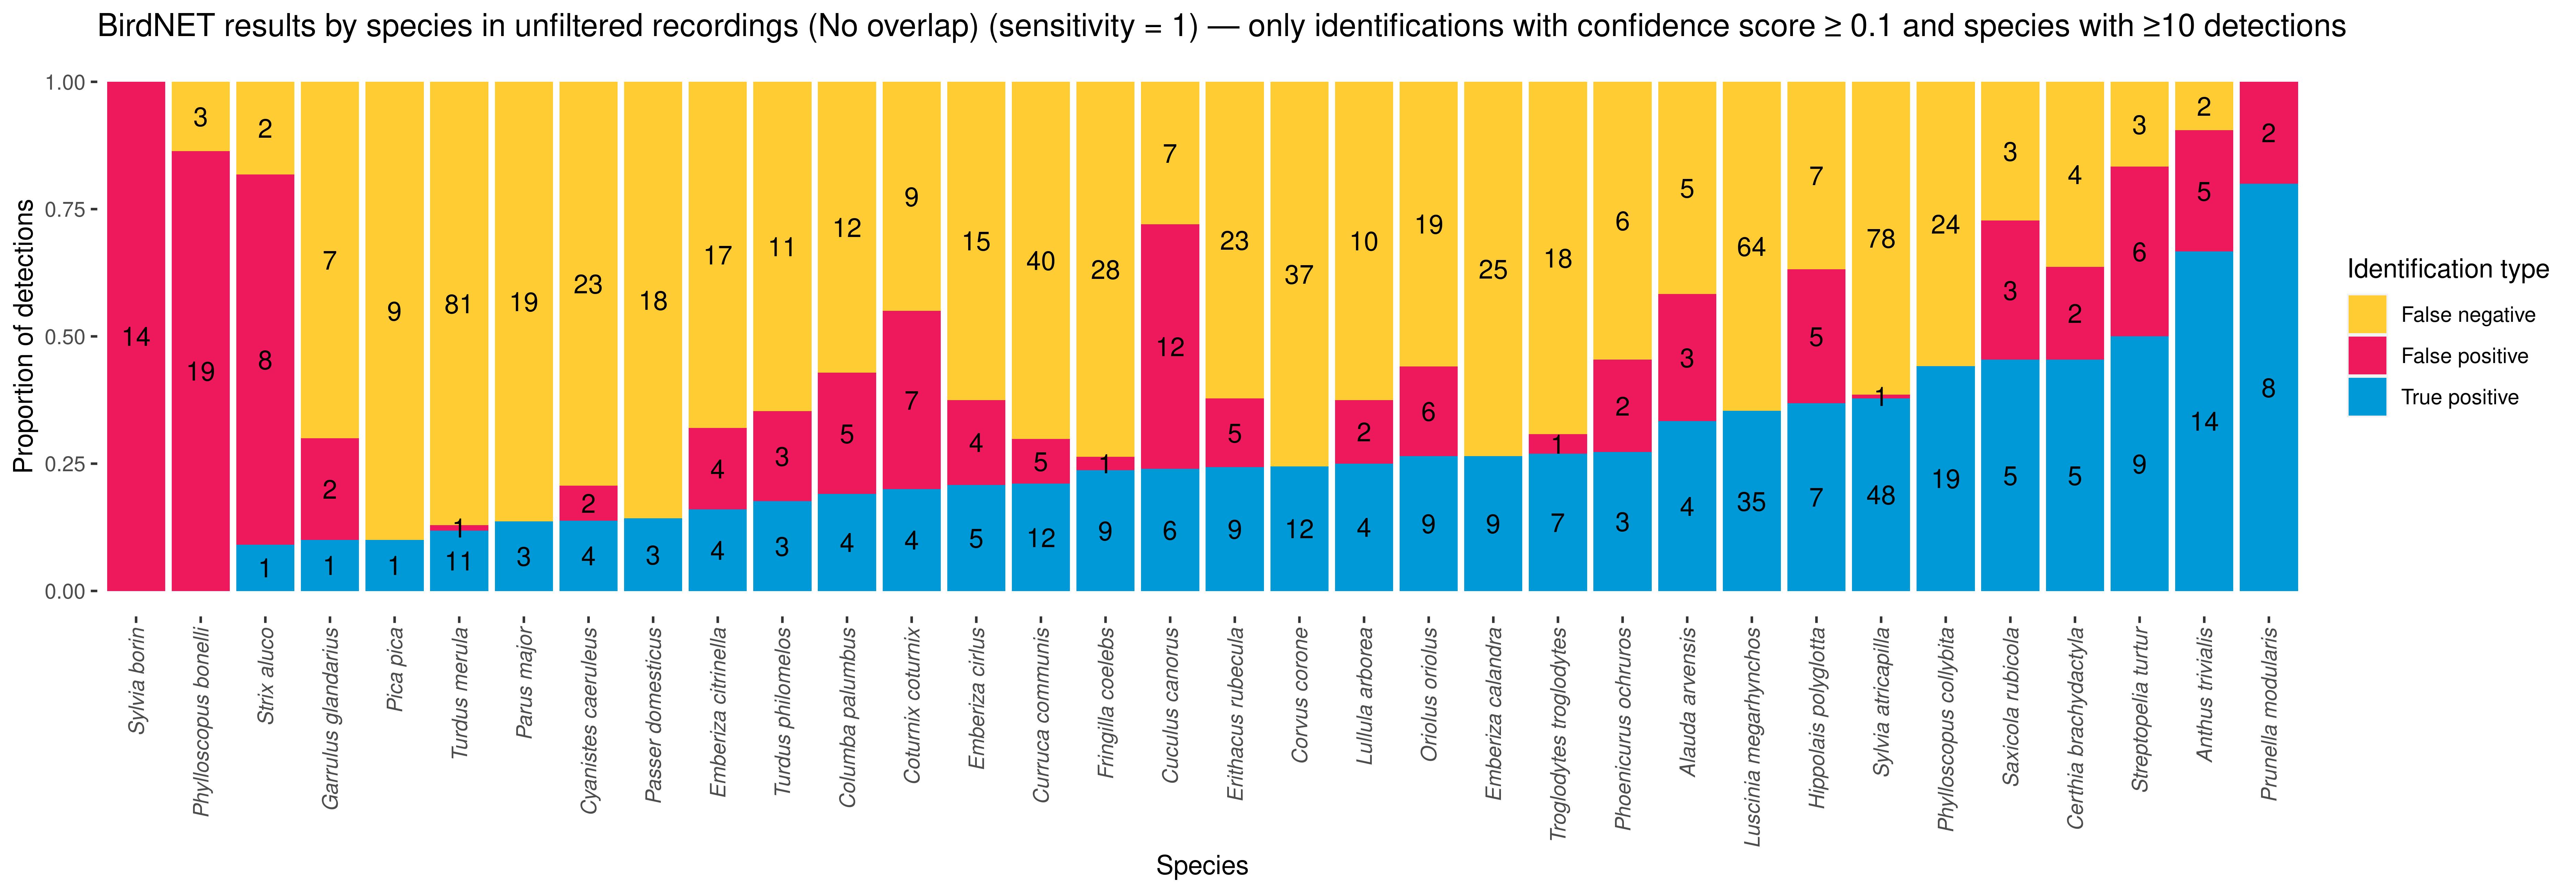 BirdNET results by species in unfiltered recordings (No overlap) (sensitivity = 1) — only identifications with confidence score ≥ 0.1 and species with ≥10 detections
Proportion of detections
1.00
0.75
0.50
0.25
0.00
14
3
19
2
8
1
7
2
1
9
1
81
1
11
19
3
23
2
4
18
3
17
4
4
11
3
3
12
5
4
9
7
4
15
4
5
40
5
12
28
1
9
7
12
6
23
5
9
37
12
10
2
4
19
6
9
25
9
18
1
7
6
2
3
5
3
4
64
35
7
5
7
78
1
48
24
19
3
3
5
4
2
5
3
6
9
2
5
14
2
8
Sylvia borin
Phylloscopus bonelli
Strix aluco
Garrulus glandarius
Pica pica
Turdus merula
Parus major
Cyanistes caeruleus
Passer domesticus
Emberiza citrinella
Turdus philomelos
Columba palumbus
Coturnix coturnix
Emberiza cirlus
Curruca communis
Fringilla coelebs
Cuculus canorus
Erithacus rubecula
Corvus corone
Lullula arborea
Oriolus oriolus
Emberiza calandra
Troglodytes troglodytes
Phoenicurus ochruros
Alauda arvensis
Luscinia megarhynchos
Hippolais polyglotta
Sylvia atricapilla
Phylloscopus collybita
Saxicola rubicola
Certhia brachydactyla
Streptopelia turtur
Anthus trivialis
Prunella modularis
Species
Identification type
False negative
False positive
True positive